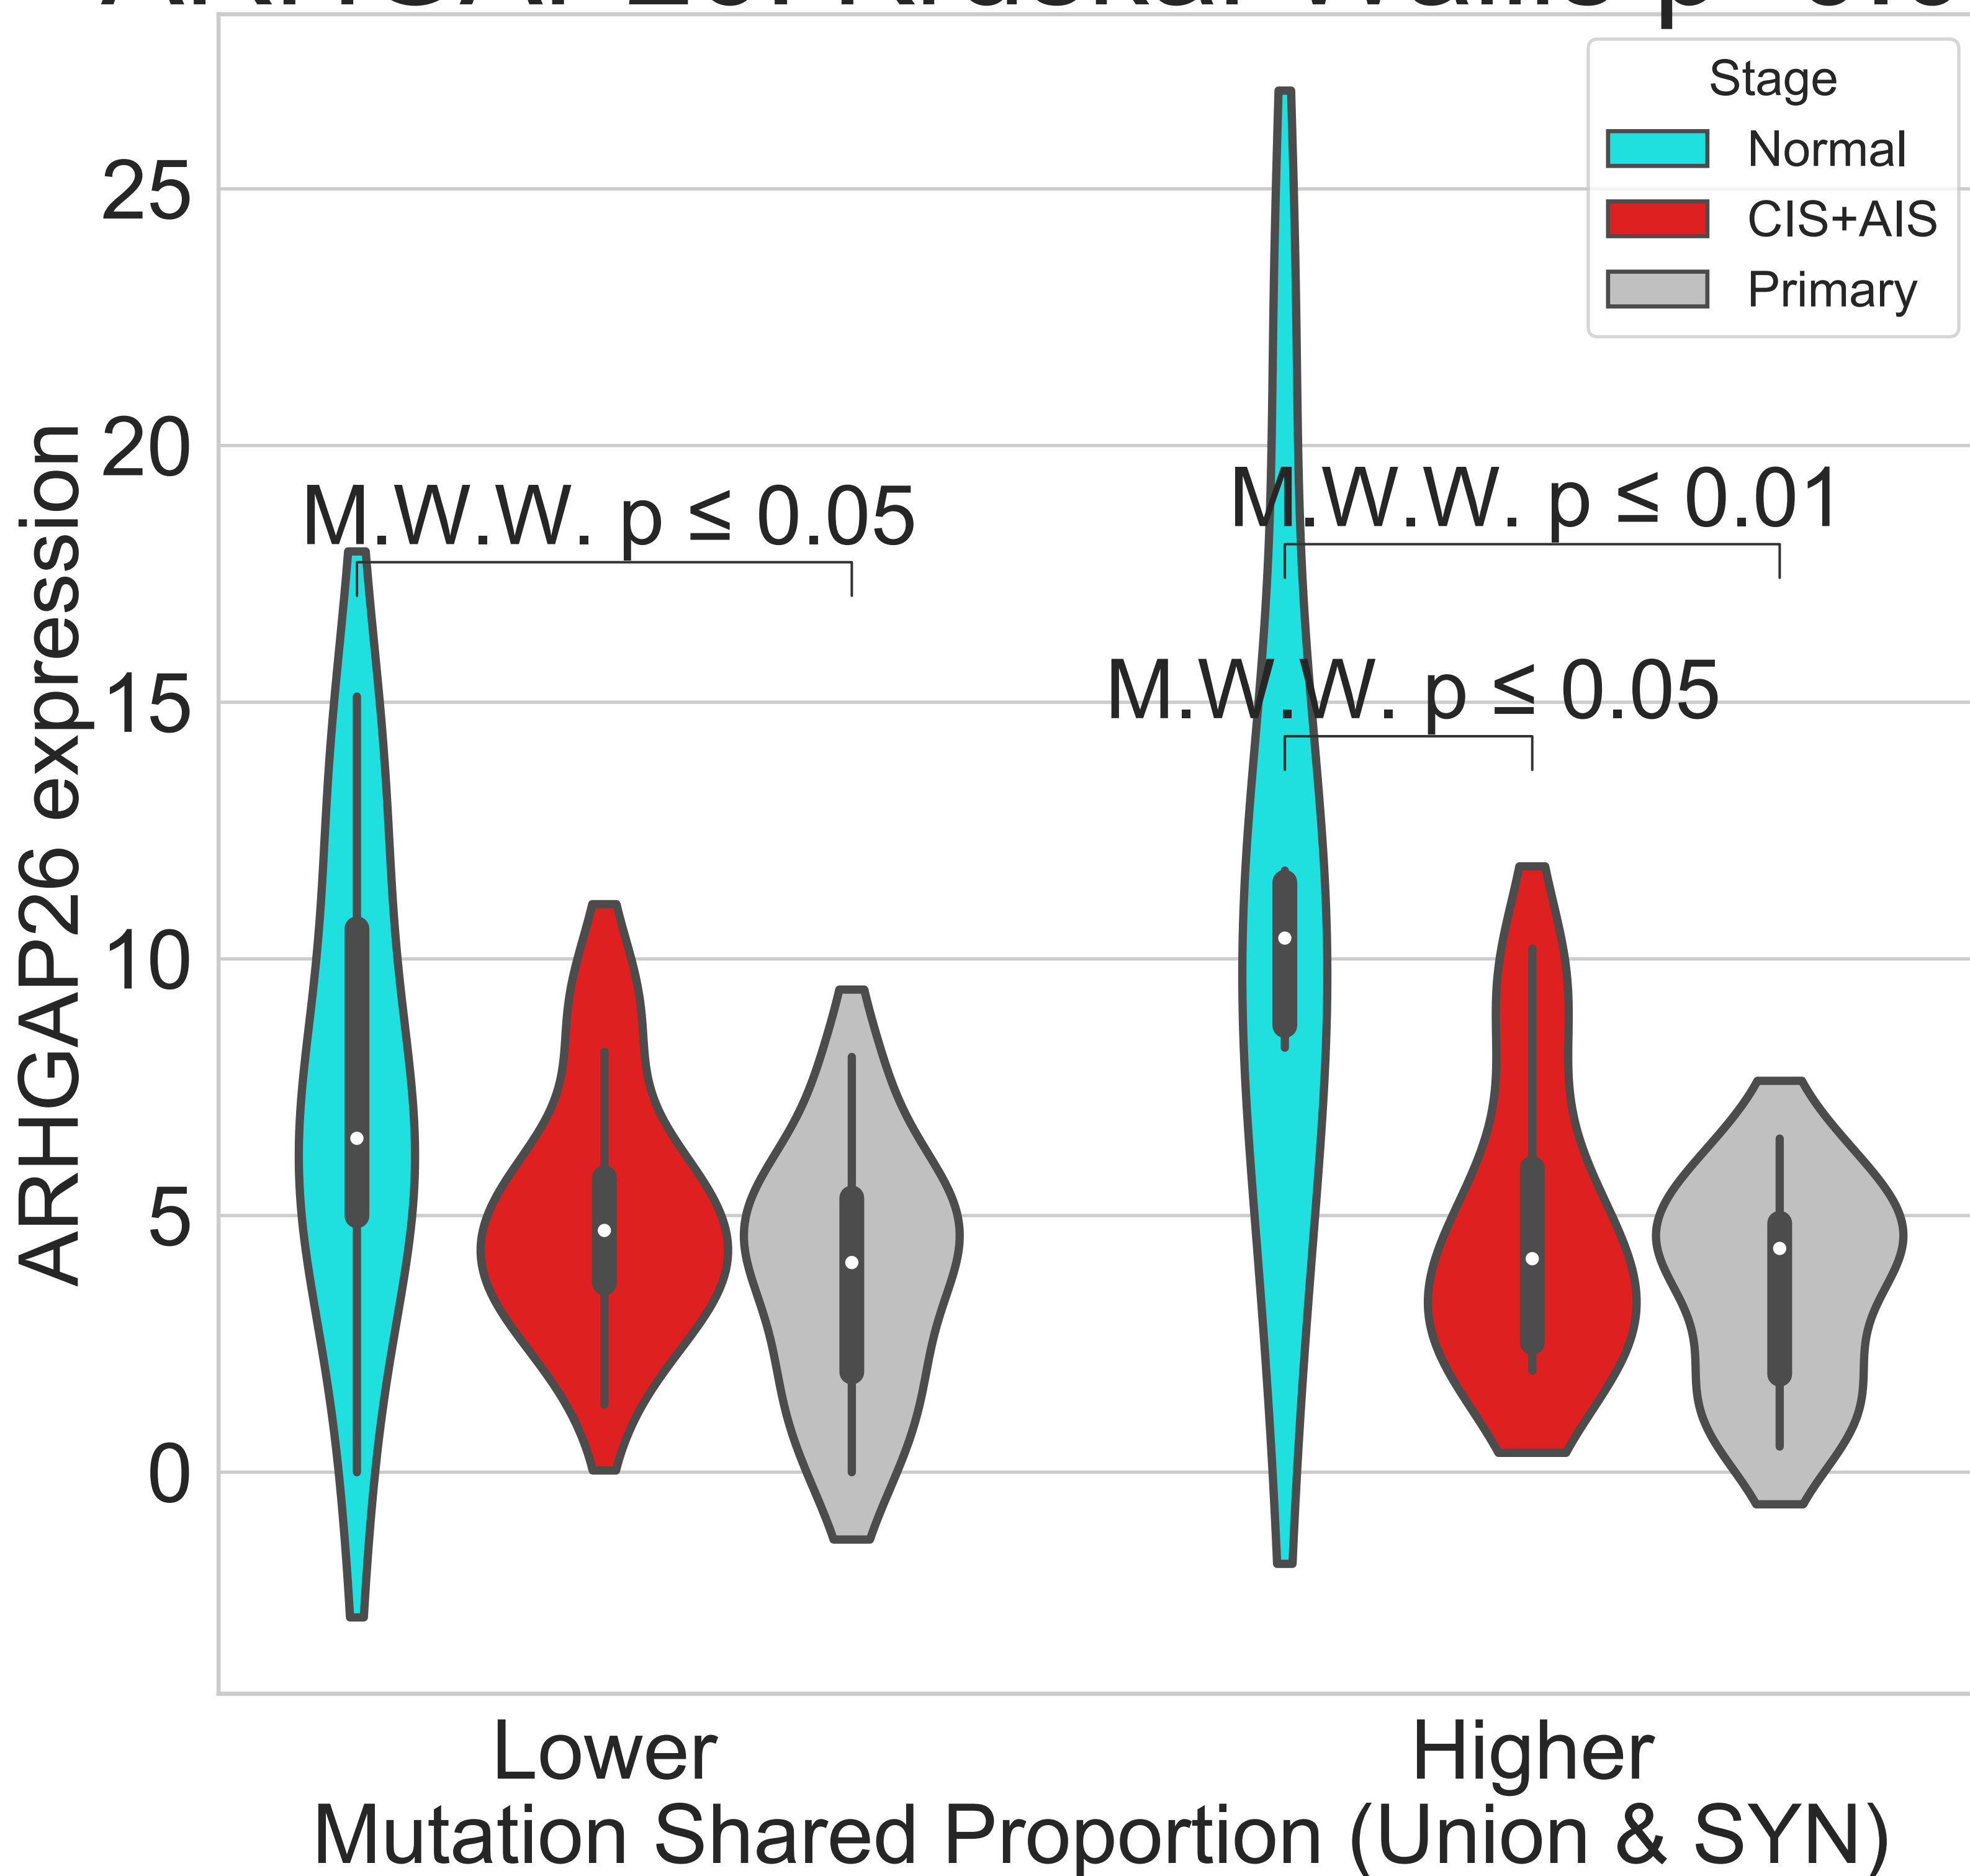 Stage
Normal
CIS+AIS
Primary
25
20
15
10
5
0
ARHGAP26 expression
M.W.W. p ≤ 0.05
M.W.W. p ≤ 0.01
M.W.W. p ≤ 0.05
Lower
Higher
Mutation Shared Proportion (Union & SYN)